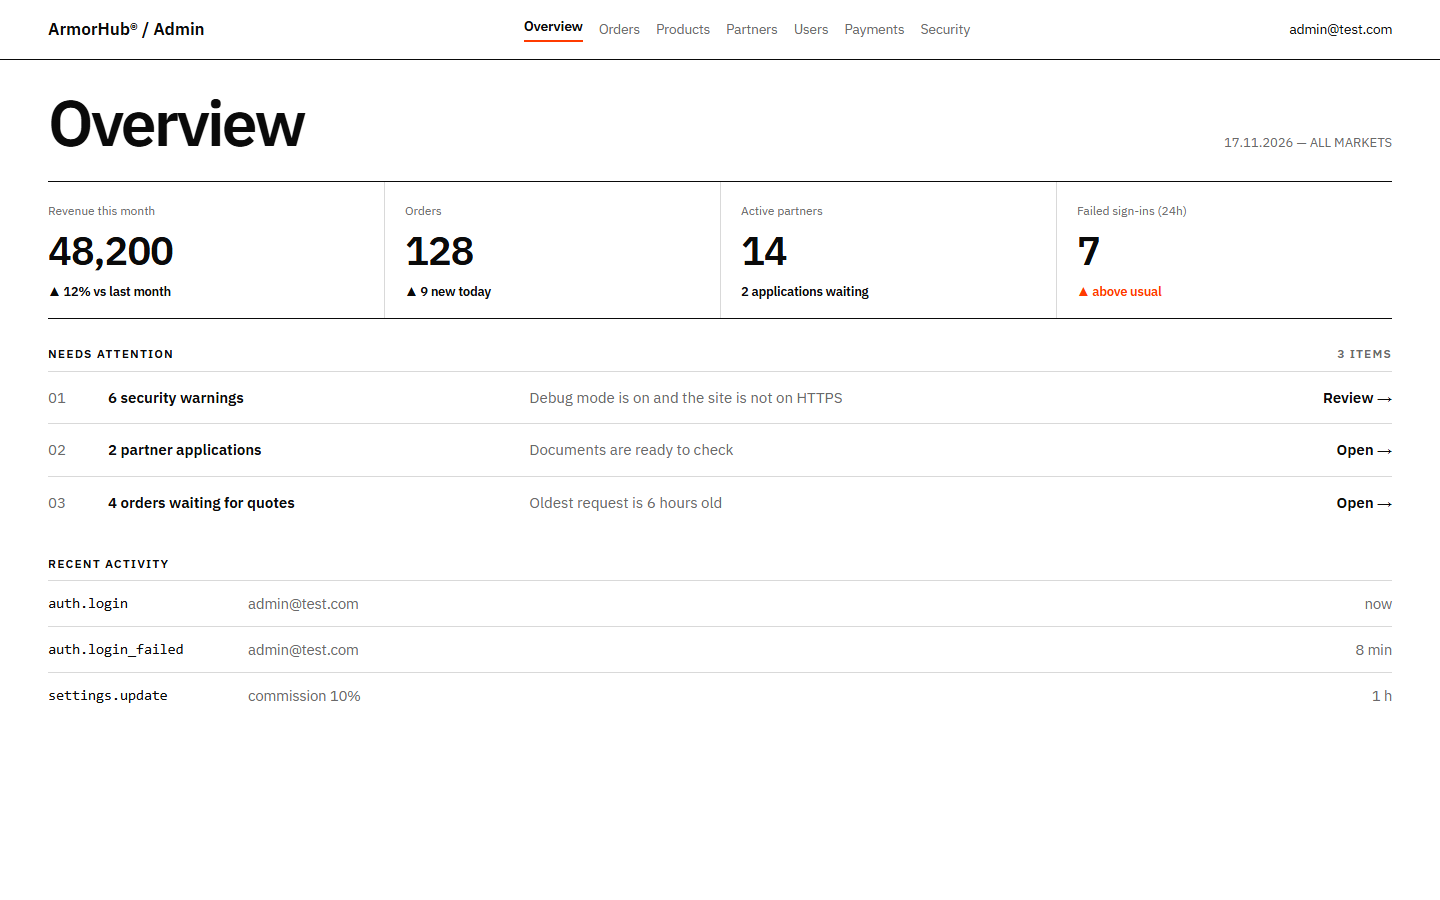 ArmorHub® / Admin Overview Orders Products Partners Users Payments Security admin@test.com
Overview
17.11.2026 — ALL MARKETS
Revenue this month Orders Active partners Failed sign-ins (24h)
48,200 128 14 7
▲ 12% vs last month ▲ 9 new today 2 applications waiting ▲ above usual
NEEDS ATTENTION 3 ITEMS
01 6 security warnings Debug mode is on and the site is not on HTTPS Review →
02 2 partner applications Documents are ready to check Open →
03 4 orders waiting for quotes Oldest request is 6 hours old Open →
RECENT ACTIVITY
auth.login admin@test.com now
auth.login_failed admin@test.com 8 min
settings.update commission 10% 1 h